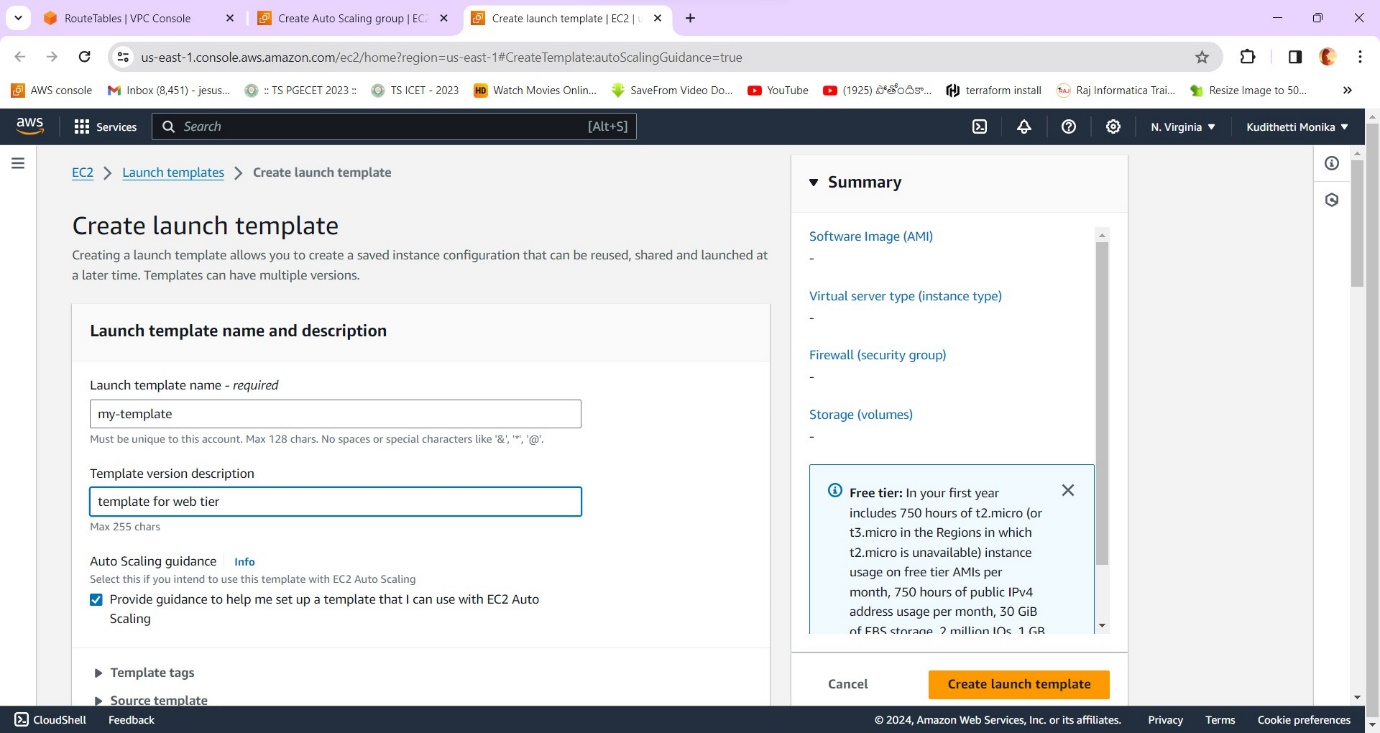 RouteTables | VPC Console
Create Auto Scaling group | EC2
Create launch template | EC2 | u
us-east-1.console.aws.amazon.com/ec2/home?region=us-east-1#CreateTemplate:autoScalingGuidance=true
AWS console
Inbox (8,451) - jesus...
:: TS PGECET 2023 ::
TS ICET - 2023
HD
Watch Movies Onlin...
SaveFrom Video Do...
YouTube
terraform install
Raj Informatica Trai...
Resize Image to 50...
aws
Services
Search
[Alt+S]
N. Virginia
Kudithetti Monika
EC2
Launch templates
Create launch template
Create launch template
Creating a launch template allows you to create a saved instance configuration that can be reused, shared and launched at
a later time. Templates can have multiple versions.
Launch template name and description
Launch template name - required
my-template
Must be unique to this account. Max 128 chars. No spaces or special characters like '&', '*', '@'.
Template version description
template for web tier
Max 255 chars
Auto Scaling guidance
Info
Select this if you intend to use this template with EC2 Auto Scaling
Provide guidance to help me set up a template that I can use with EC2 Auto
Scaling
Template tags
Source template
Summary
Software Image (AMI)
-
Virtual server type (instance type)
-
Firewall (security group)
-
Storage (volumes)
-
Free tier: In your first year
includes 750 hours of t2.micro (or
t3.micro in the Regions in which
t2.micro is unavailable) instance
usage on free tier AMIs per
month, 750 hours of public IPv4
address usage per month, 30 GiB
of EBS storage, 2 million IOs, 1 GB
Cancel
Create launch template
CloudShell
Feedback
© 2024, Amazon Web Services, Inc. or its affiliates.
Privacy
Terms
Cookie preferences